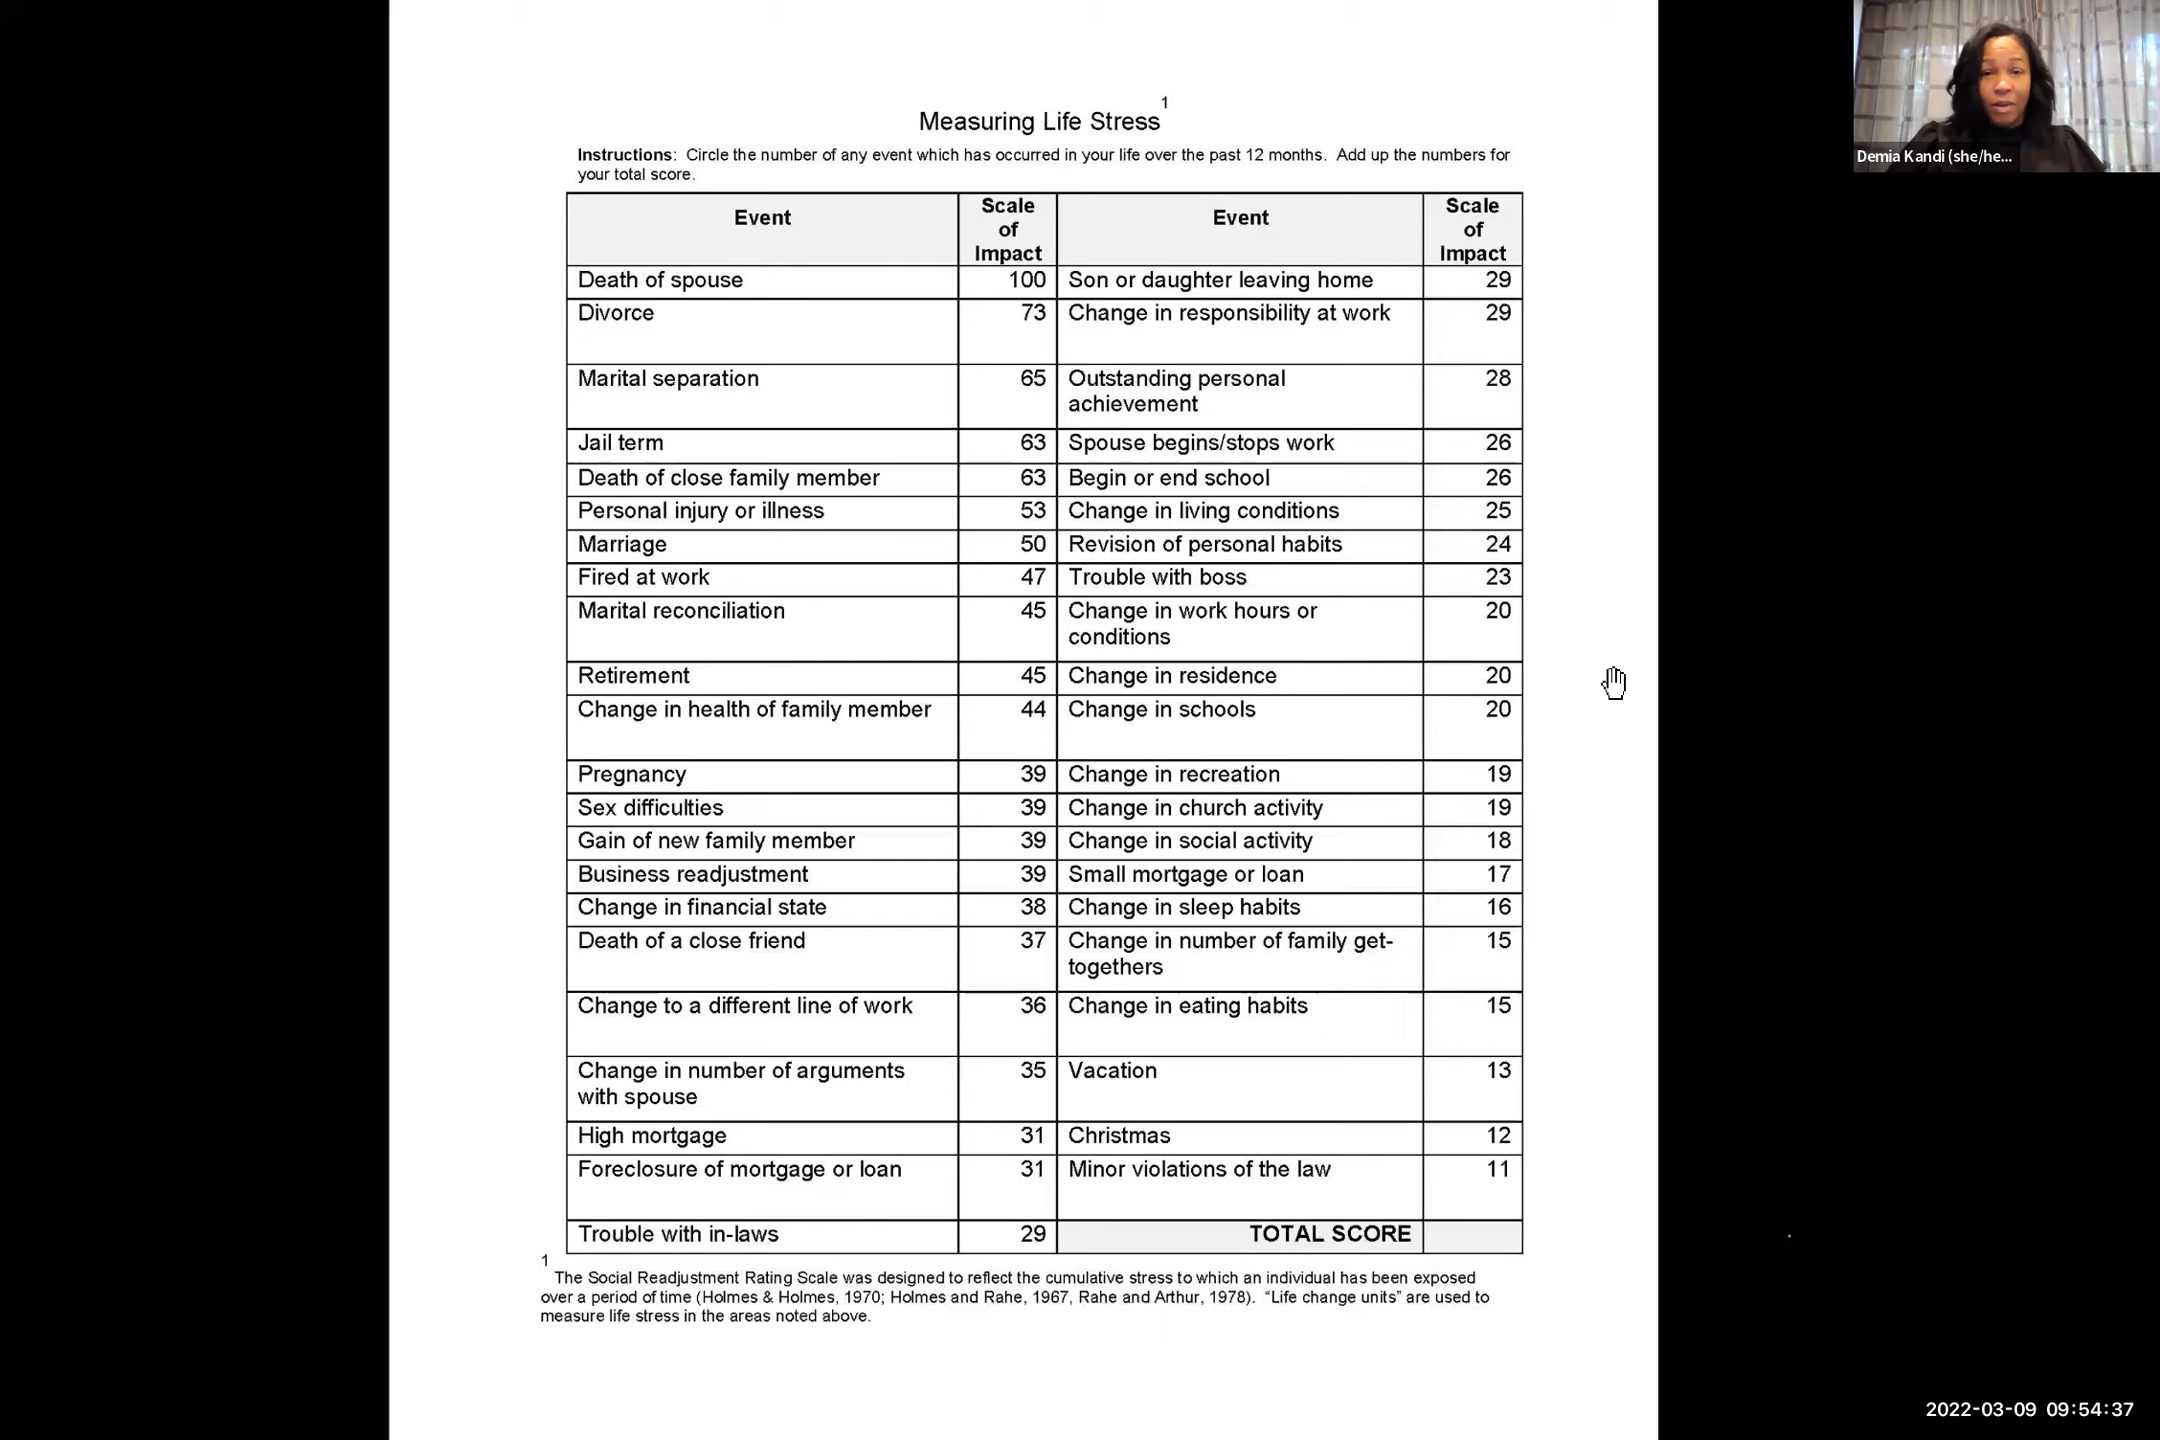 Measuring Life Stress 1
Instructions: Circle the number of any event which has occurred in your life over the past 12 months. Add up the numbers for
your total score.
Event Scale of Impact Event Scale of Impact
Death of spouse 100 Son or daughter leaving home 29
Divorce 73 Change in responsibility at work 29
Marital separation 65 Outstanding personal
achievement 28
Jail term 63 Spouse begins/stops work 26
Death of close family member 63 Begin or end school 26
Personal injury or illness 53 Change in living conditions 25
Marriage 50 Revision of personal habits 24
Fired at work 47 Trouble with boss 23
Marital reconciliation 45 Change in work hours or
conditions 20
Retirement 45 Change in residence 20
Change in health of family member 44 Change in schools 20
Pregnancy 39 Change in recreation 19
Sex difficulties 39 Change in church activity 19
Gain of new family member 39 Change in social activity 18
Business readjustment 39 Small mortgage or loan 17
Change in financial state 38 Change in sleep habits 16
Death of a close friend 37 Change in number of family get-
togethers 15
Change to a different line of work 36 Change in eating habits 15
Change in number of arguments
with spouse 35 Vacation 13
High mortgage 31 Christmas 12
Foreclosure of mortgage or loan 31 Minor violations of the law 11
Trouble with in-laws 29 TOTAL SCORE
1
The Social Readjustment Rating Scale was designed to reflect the cumulative stress to which an individual has been exposed
over a period of time (Holmes & Holmes, 1970; Holmes and Rahe, 1967, Rahe and Arthur, 1978). “Life change units” are used to
measure life stress in the areas noted above.
Demia Kandi (she/he...
2022-03-09 09:54:37